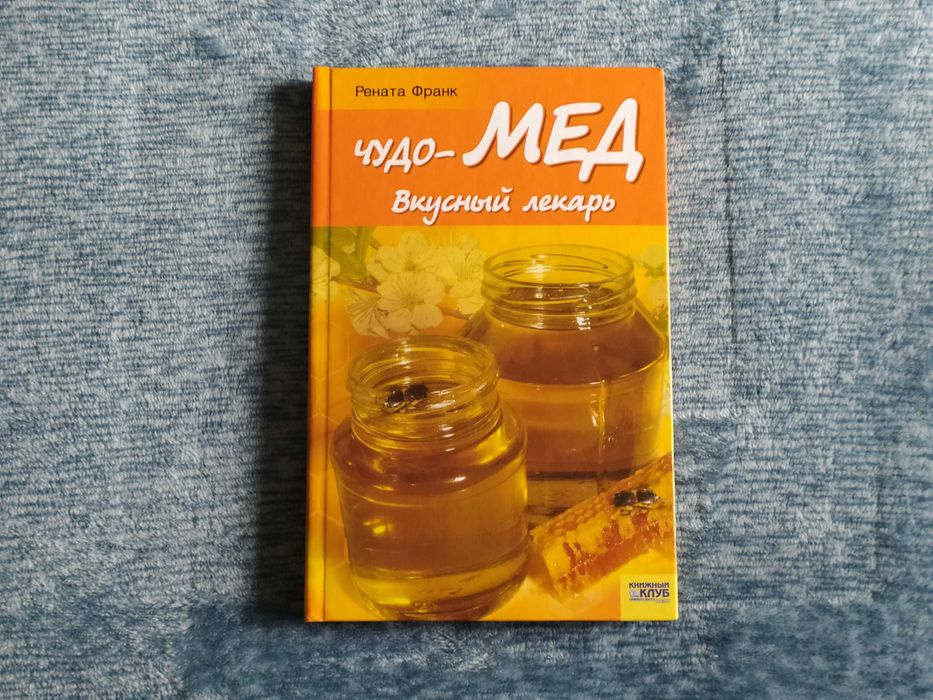 Рената Франк
ЧУДО-МЕД
Вкусный лекарь
КНИЖНЫЙ
КЛУБ